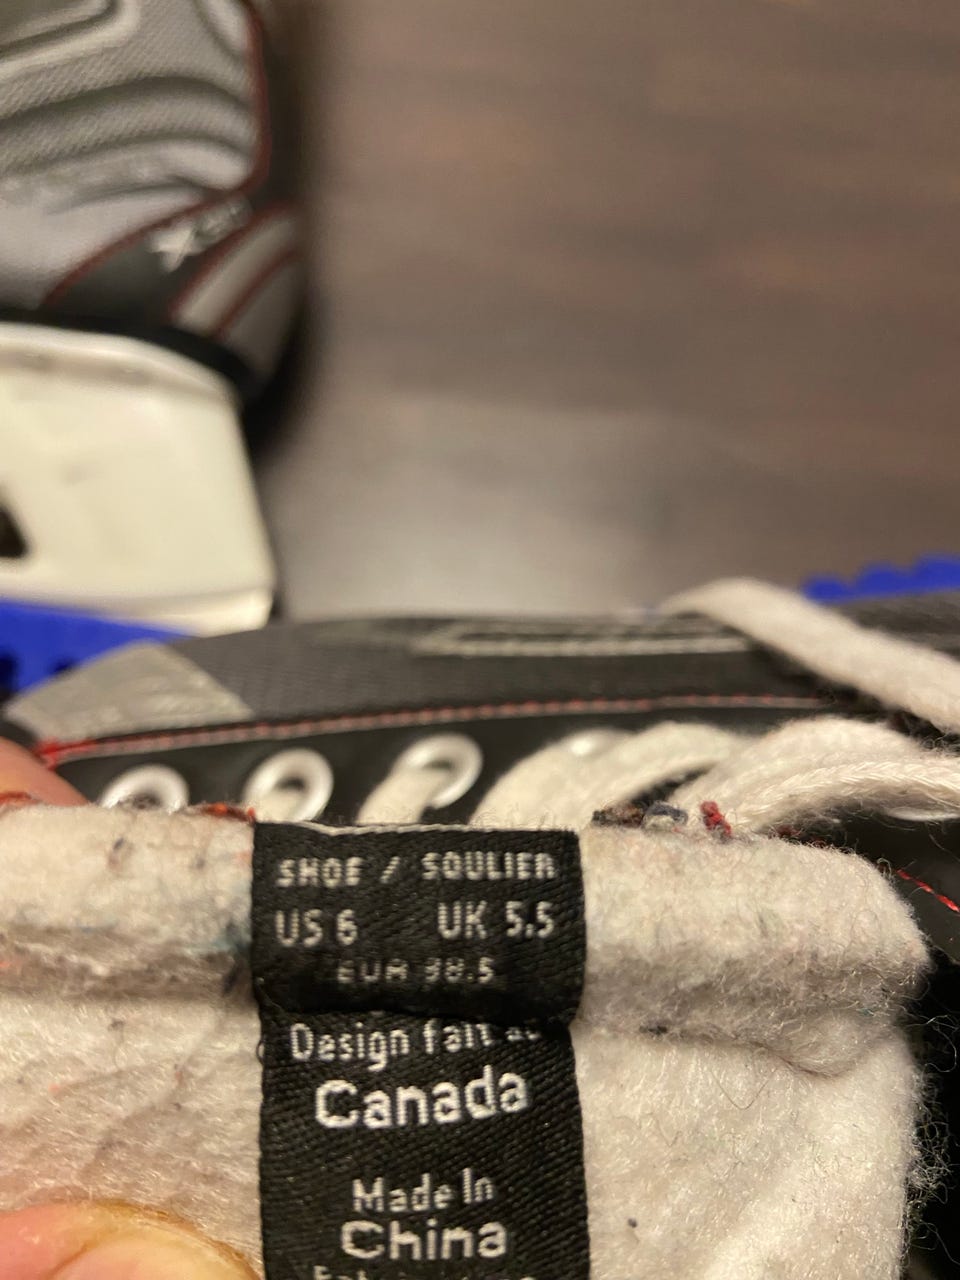 SHOE / SOULIER
US 6 UK 5.5
EUR 38.5
Design fait au
Canada
Made In
China